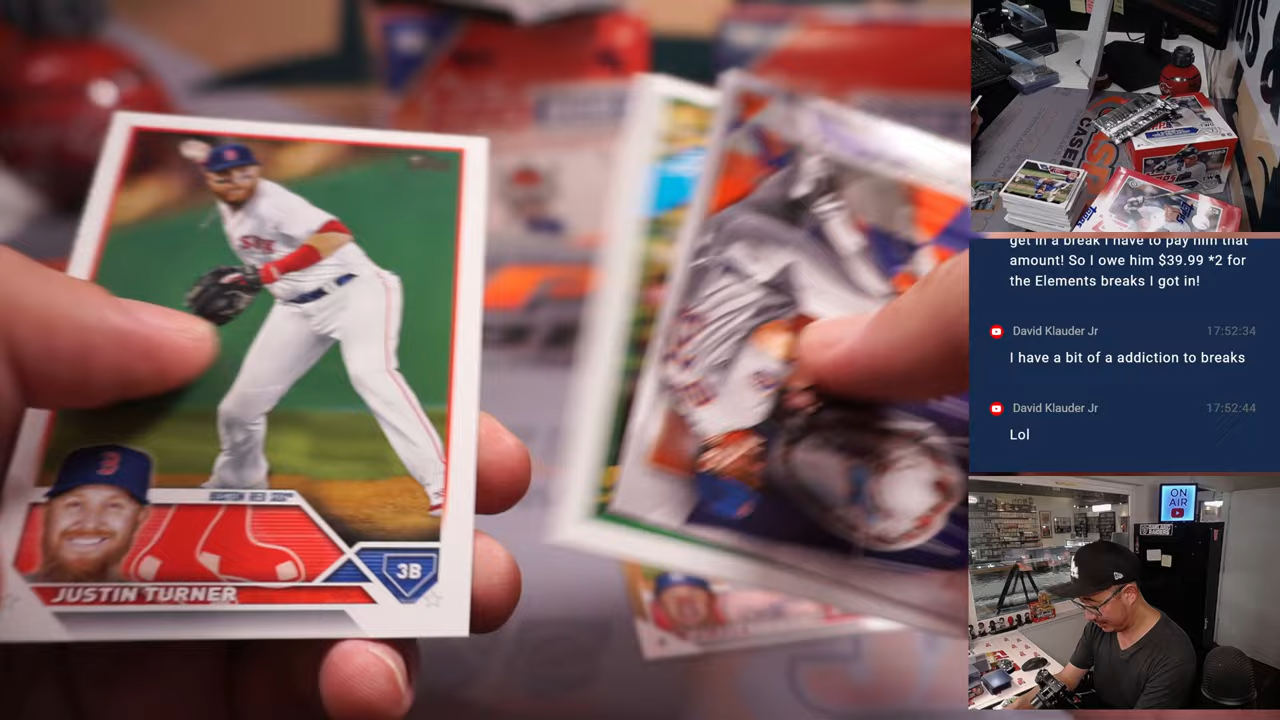 BOSTON RED SOX
JUSTIN TURNER
3B
get in a break I have to pay him that
amount! So I owe him $39.99 *2 for
the Elements breaks I got in!
David Klauder Jr 17:52:34
I have a bit of a addiction to breaks
David Klauder Jr 17:52:44
Lol
ON
AIR